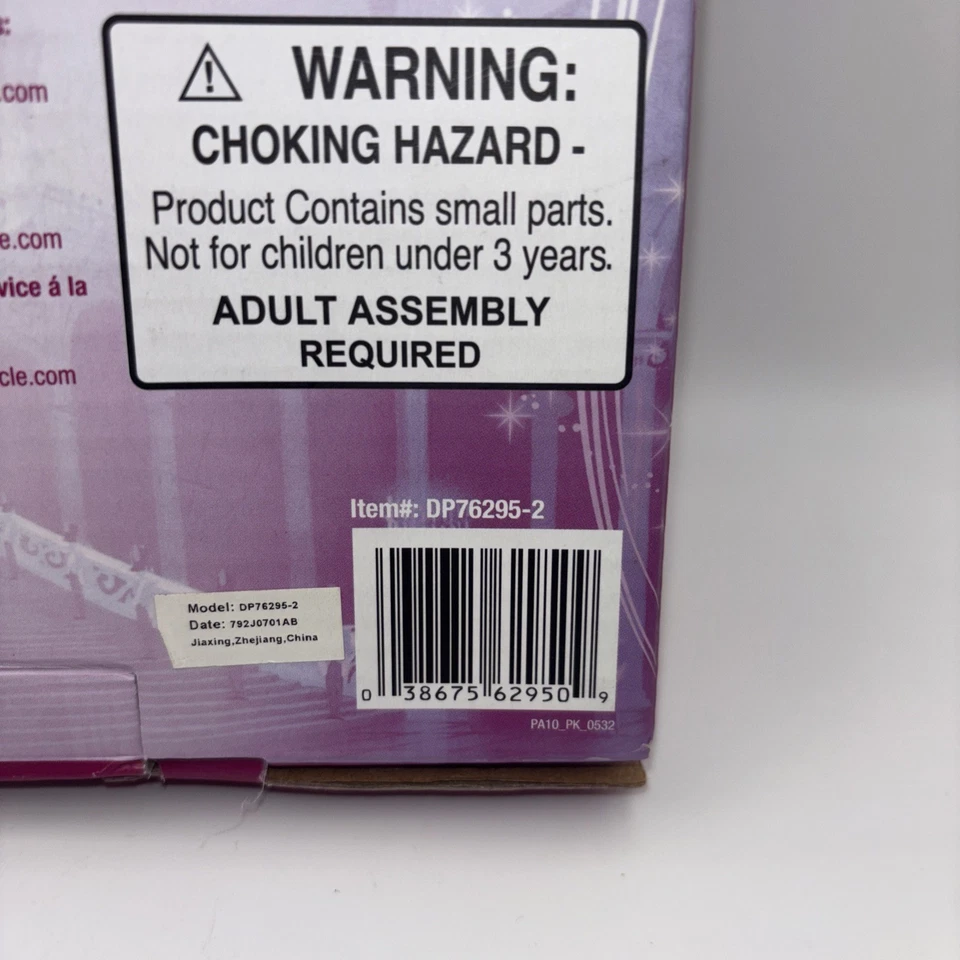 s:
.com
e.com
vice á la
cle.com
WARNING:
CHOKING HAZARD -
Product Contains small parts.
Not for children under 3 years.
ADULT ASSEMBLY
REQUIRED
Item#: DP76295-2
Model: DP76295-2
Date: 792J0701AB
Jiaxing,Zhejiang,China
0 38675 62950 9
PA10_PK_0532